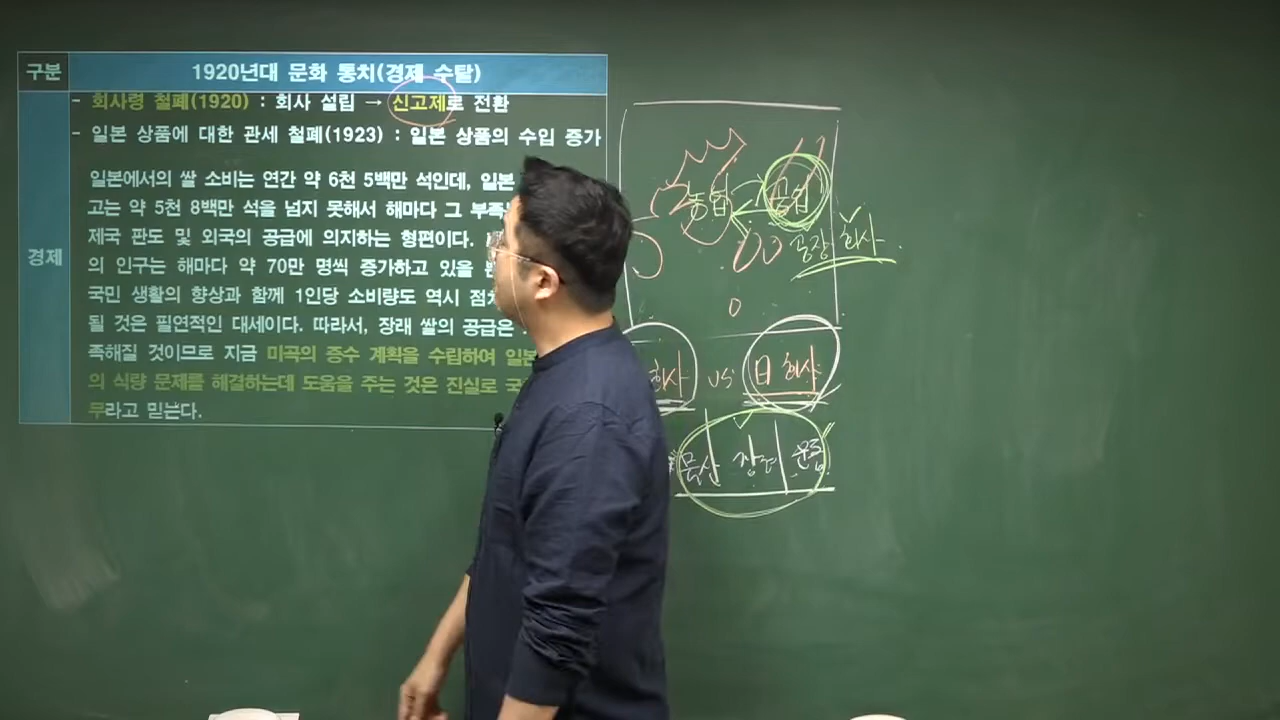 구분
1920년대 문화 통치(경제 수탈)
경제
- 회사령 철폐(1920) : 회사 설립 → 신고제로 전환
- 일본 상품에 대한 관세 철폐(1923) : 일본 상품의 수입 증가
일본에서의 쌀 소비는 연간 약 6천 5백만 석인데, 일본
고는 약 5천 8백만 석을 넘지 못해서 해마다 그 부족
제국 판도 및 외국의 공급에 의지하는 형편이다.
의 인구는 해마다 약 70만 명씩 증가하고 있을
국민 생활의 향상과 함께 1인당 소비량도 역시 점
될 것은 필연적인 대세이다. 따라서, 장래 쌀의 공급은
족해질 것이므로 지금 미곡의 증수 계획을 수립하여 일본
의 식량 문제를 해결하는데 도움을 주는 것은 진실로 국
무라고 믿는다.
농업 공업
공장 회사
회사 vs 日 회사
물산 장려 운동